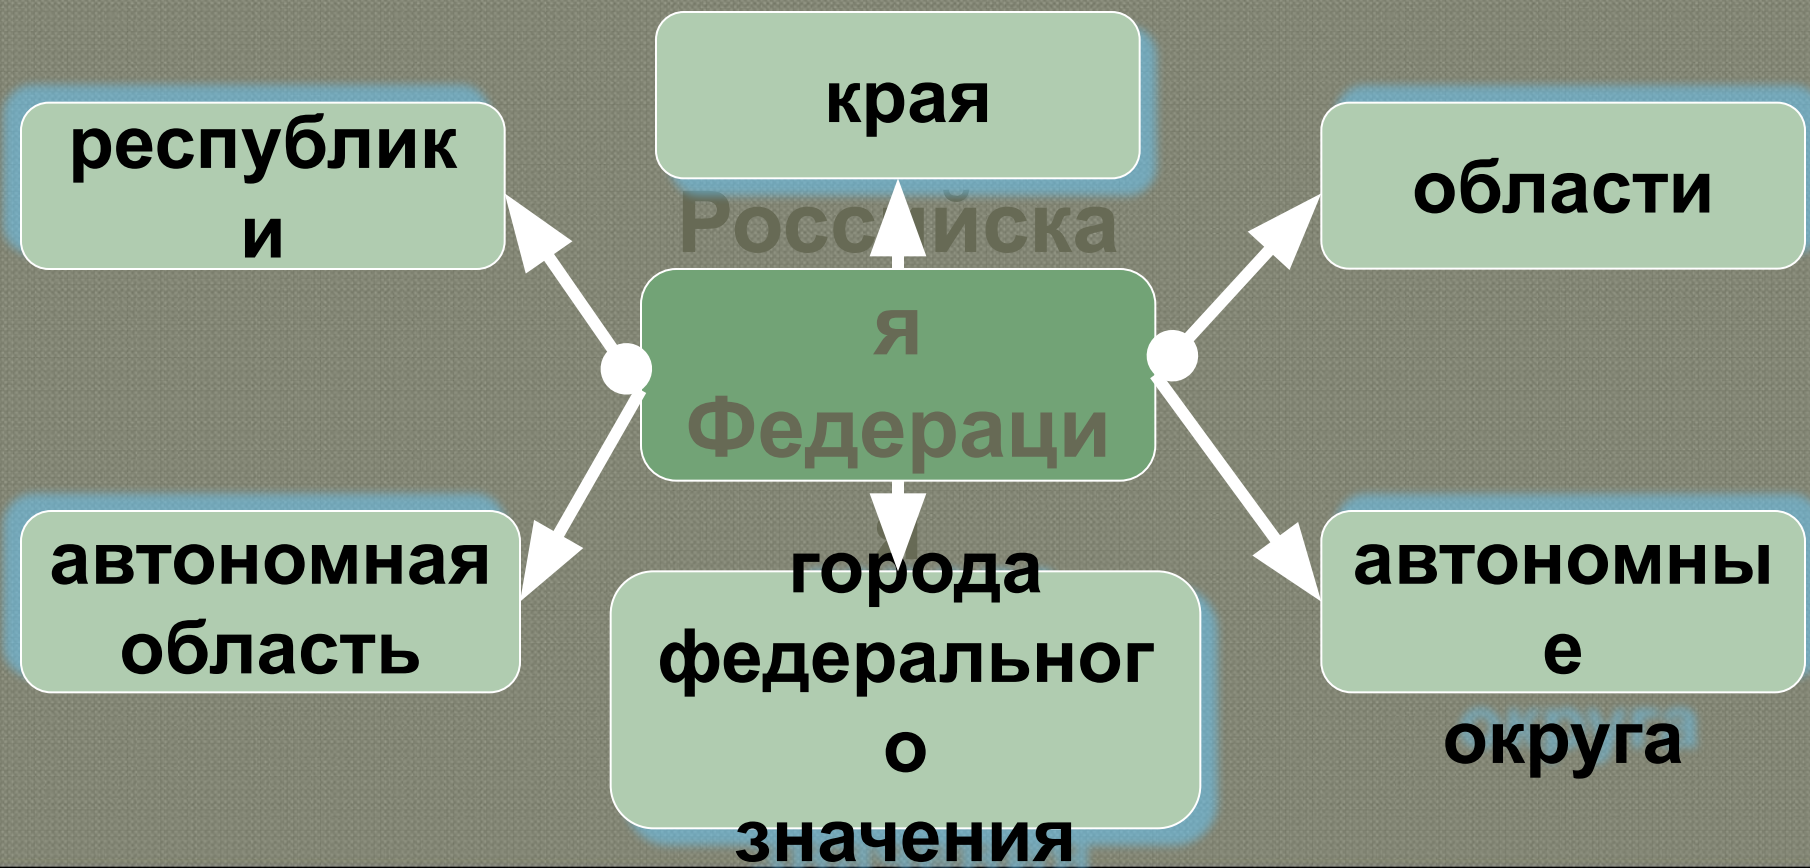 края
республик
и
области
Российска
я
Федераци
я
автономная
область
города
федеральног
о
значения
автономны
е
округа